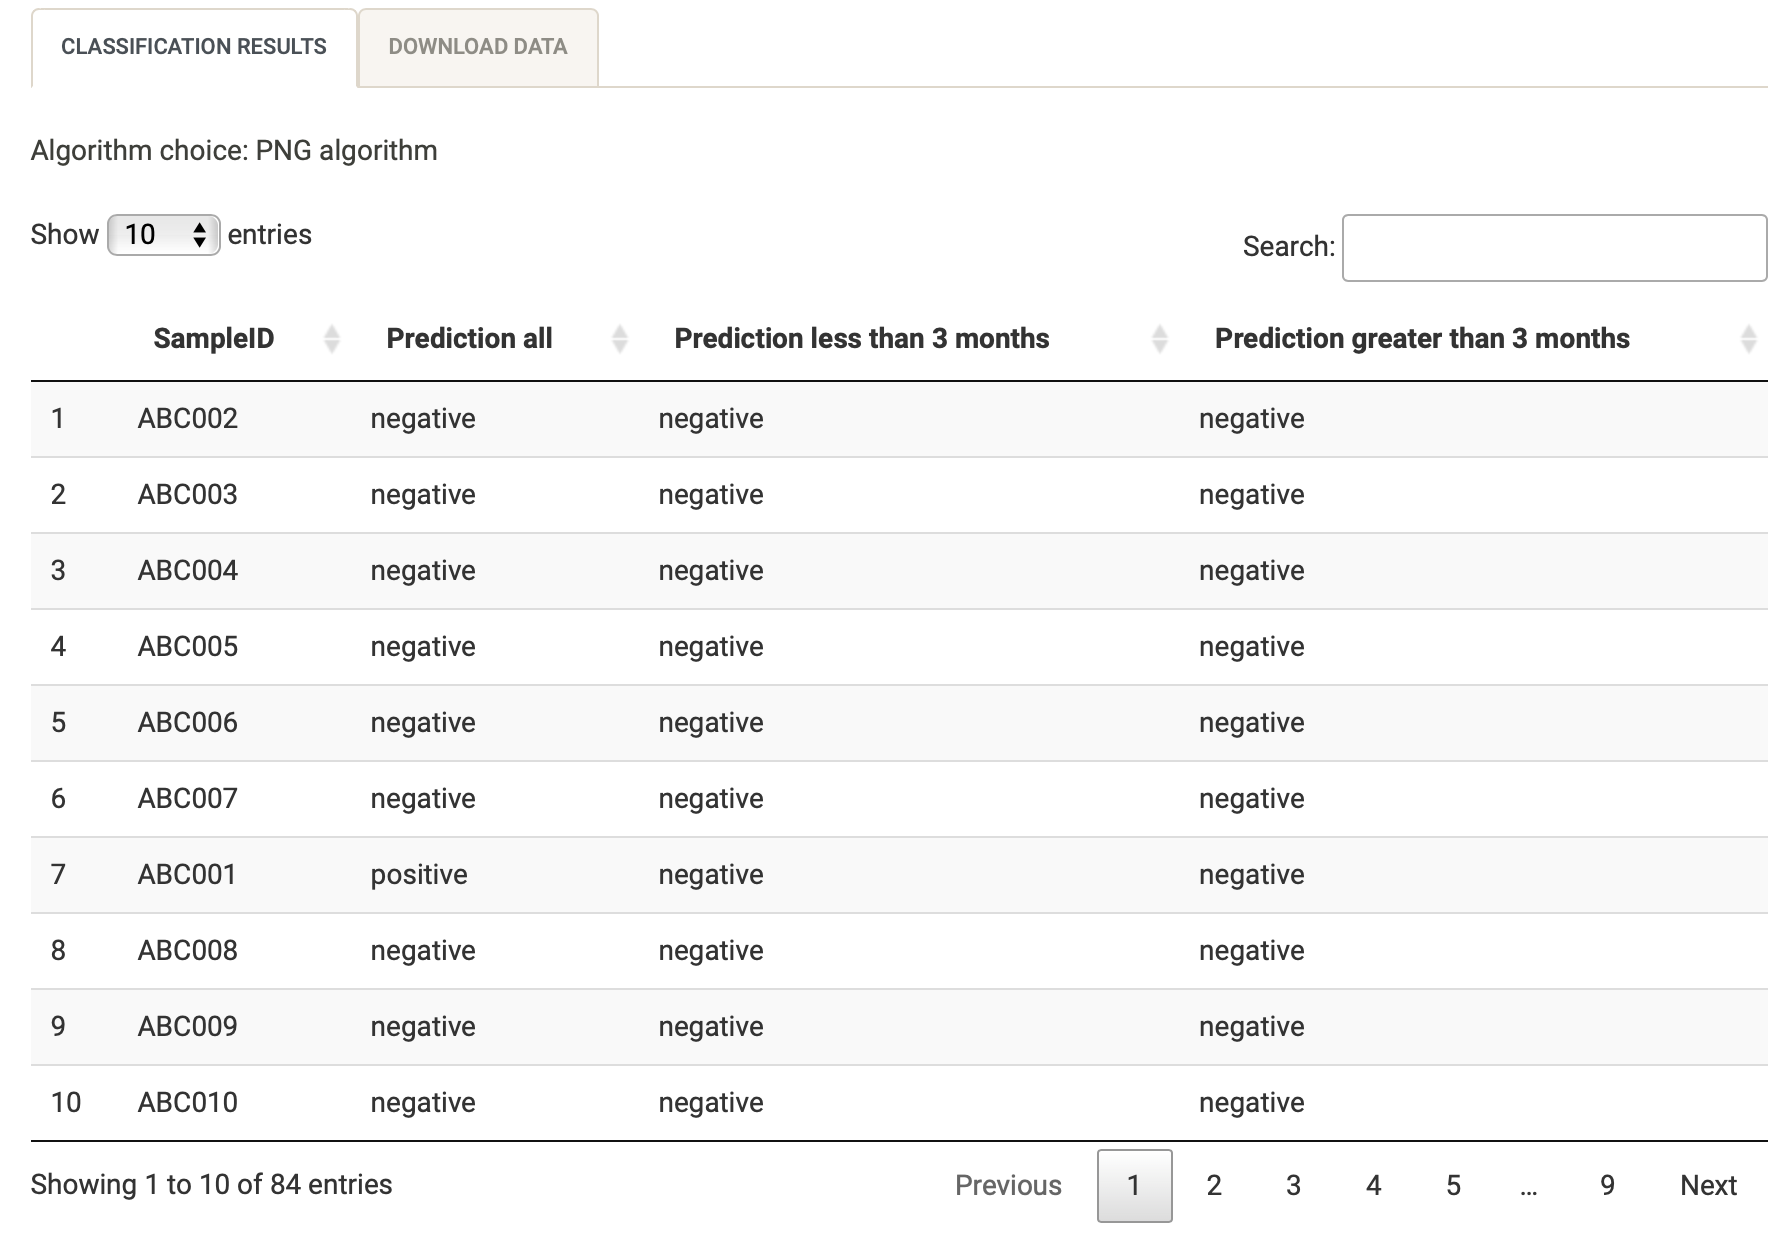 CLASSIFICATION RESULTS DOWNLOAD DATA
Algorithm choice: PNG algorithm
Show 10 entries
Search:
SampleID Prediction all Prediction less than 3 months Prediction greater than 3 months
1 ABC002 negative negative negative
2 ABC003 negative negative negative
3 ABC004 negative negative negative
4 ABC005 negative negative negative
5 ABC006 negative negative negative
6 ABC007 negative negative negative
7 ABC001 positive negative negative
8 ABC008 negative negative negative
9 ABC009 negative negative negative
10 ABC010 negative negative negative
Showing 1 to 10 of 84 entries
Previous 1 2 3 4 5 ... 9 Next